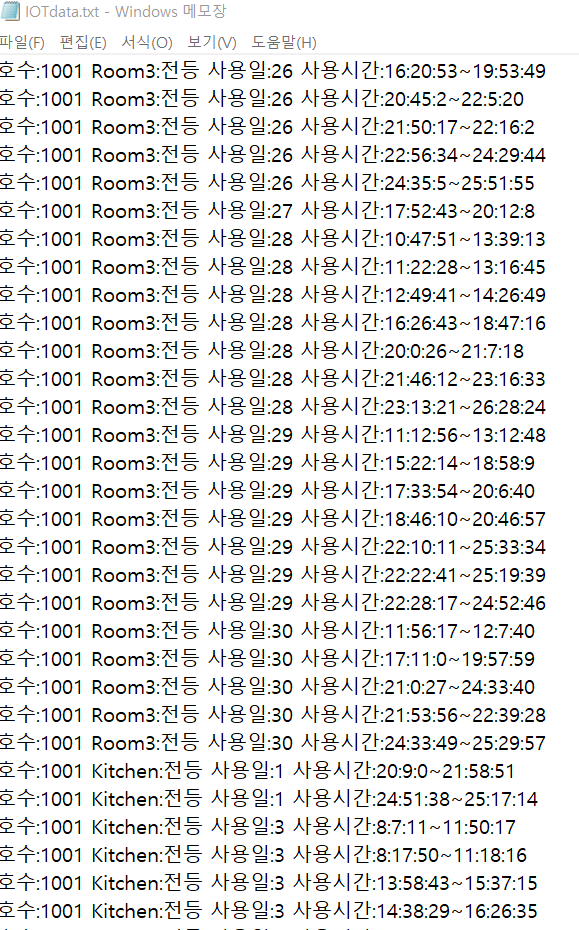 IOTdata.txt - Windows 메모장
파일(F) 편집(E) 서식(O) 보기(V) 도움말(H)
호수:1001 Room3:전등 사용일:26 사용시간:16:20:53~19:53:49
호수:1001 Room3:전등 사용일:26 사용시간:20:45:2~22:5:20
호수:1001 Room3:전등 사용일:26 사용시간:21:50:17~22:16:2
호수:1001 Room3:전등 사용일:26 사용시간:22:56:34~24:29:44
호수:1001 Room3:전등 사용일:26 사용시간:24:35:5~25:51:55
호수:1001 Room3:전등 사용일:27 사용시간:17:52:43~20:12:8
호수:1001 Room3:전등 사용일:28 사용시간:10:47:51~13:39:13
호수:1001 Room3:전등 사용일:28 사용시간:11:22:28~13:16:45
호수:1001 Room3:전등 사용일:28 사용시간:12:49:41~14:26:49
호수:1001 Room3:전등 사용일:28 사용시간:16:26:43~18:47:16
호수:1001 Room3:전등 사용일:28 사용시간:20:0:26~21:7:18
호수:1001 Room3:전등 사용일:28 사용시간:21:46:12~23:16:33
호수:1001 Room3:전등 사용일:28 사용시간:23:13:21~26:28:24
호수:1001 Room3:전등 사용일:29 사용시간:11:12:56~13:12:48
호수:1001 Room3:전등 사용일:29 사용시간:15:22:14~18:58:9
호수:1001 Room3:전등 사용일:29 사용시간:17:33:54~20:6:40
호수:1001 Room3:전등 사용일:29 사용시간:18:46:10~20:46:57
호수:1001 Room3:전등 사용일:29 사용시간:22:10:11~25:33:34
호수:1001 Room3:전등 사용일:29 사용시간:22:22:41~25:19:39
호수:1001 Room3:전등 사용일:29 사용시간:22:28:17~24:52:46
호수:1001 Room3:전등 사용일:30 사용시간:11:56:17~12:7:40
호수:1001 Room3:전등 사용일:30 사용시간:17:11:0~19:57:59
호수:1001 Room3:전등 사용일:30 사용시간:21:0:27~24:33:40
호수:1001 Room3:전등 사용일:30 사용시간:21:53:56~22:39:28
호수:1001 Room3:전등 사용일:30 사용시간:24:33:49~25:29:57
호수:1001 Kitchen:전등 사용일:1 사용시간:20:9:0~21:58:51
호수:1001 Kitchen:전등 사용일:1 사용시간:24:51:38~25:17:14
호수:1001 Kitchen:전등 사용일:3 사용시간:8:7:11~11:50:17
호수:1001 Kitchen:전등 사용일:3 사용시간:8:17:50~11:18:16
호수:1001 Kitchen:전등 사용일:3 사용시간:13:58:43~15:37:15
호수:1001 Kitchen:전등 사용일:3 사용시간:14:38:29~16:26:35